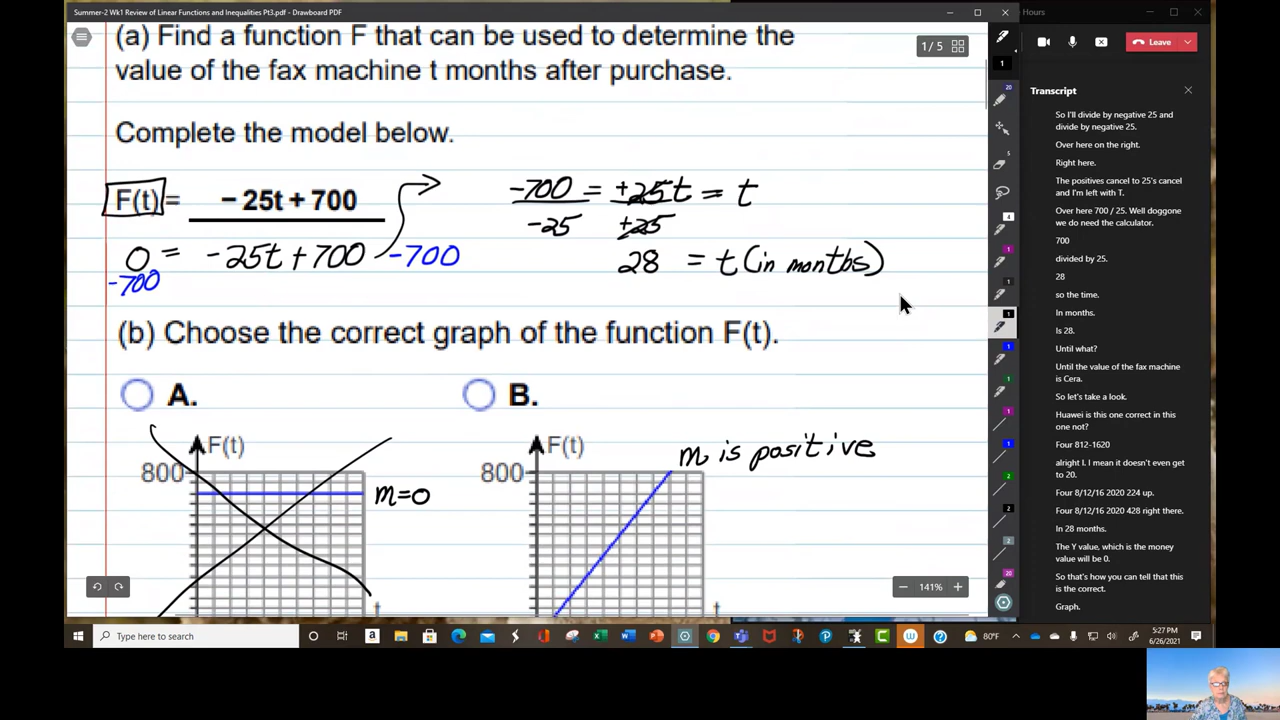 Summer-2 Wk1 Review of Linear Functions and Inequalities Pt3.pdf - Drawboard PDF
Hours
Leave
(a) Find a function F that can be used to determine the
value of the fax machine t months after purchase.
1/5
Complete the model below.
F(t) = - 25t + 700
0 = -25t + 700 -700
-700
-700 = +25t = t
-25 +25
28 = t (in months)
(b) Choose the correct graph of the function F(t).
A.
B.
F(t)
800
m=0
t
F(t)
800
m is positive
t
141%
Transcript
So I'll divide by negative 25 and
divide by negative 25.
Over here on the right.
Right here.
The positives cancel to 25's cancel
and I'm left with T.
Over here 700 / 25. Well doggone
we do need the calculator.
700
divided by 25.
28
so the time.
In months.
Is 28.
Until what?
Until the value of the fax machine
is Cera.
So let's take a look.
Huawei is this one correct in this
one not?
Four 812-1620
alright I. I mean it doesn't even get
to 20.
Four 8/12/16 2020 224 up.
Four 8/12/16 2020 428 right there.
In 28 months.
The Y value, which is the money
value will be 0.
So that's how you can tell that this
is the correct.
Graph.
Type here to search
80°F
5:27 PM
6/26/2021